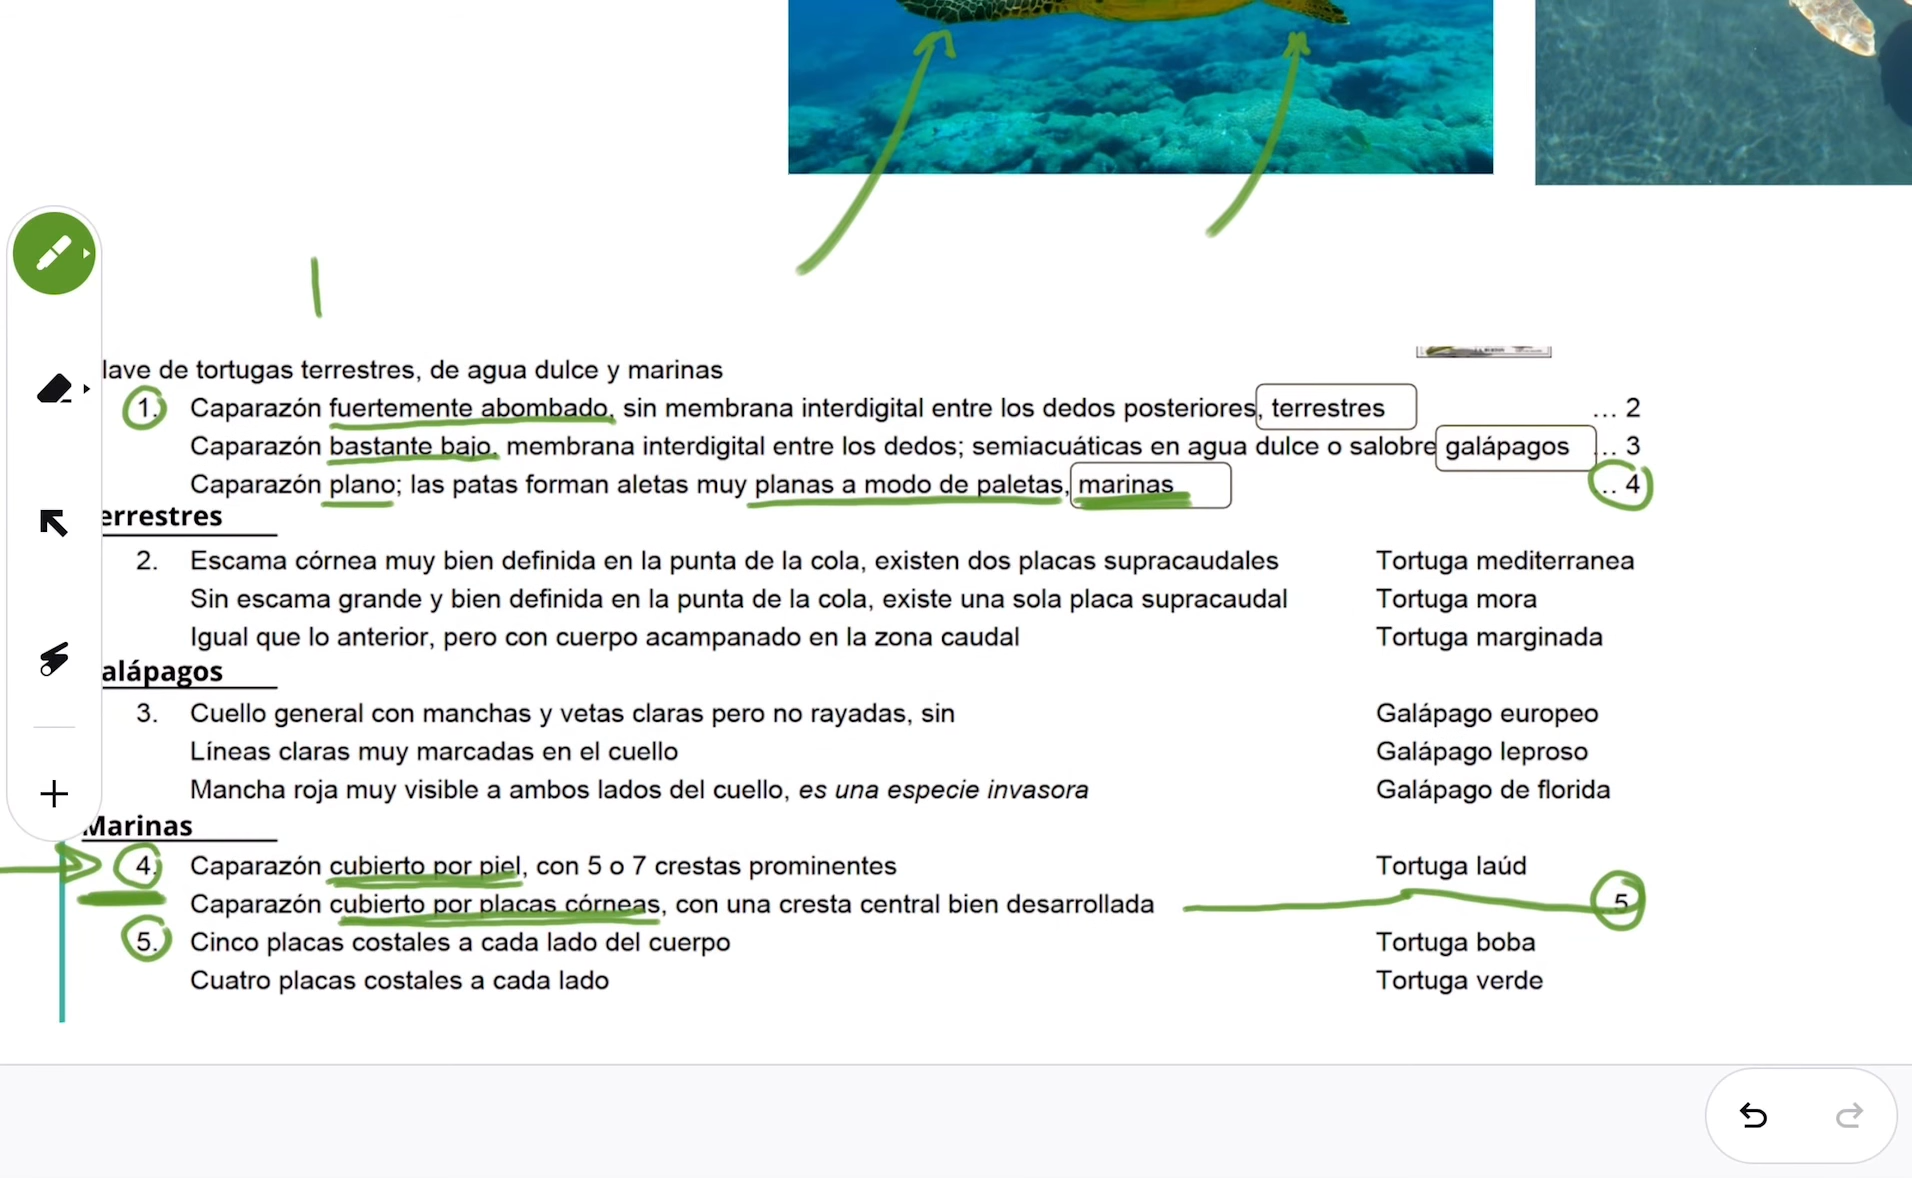 lave de tortugas terrestres, de agua dulce y marinas
1. Caparazón fuertemente abombado, sin membrana interdigital entre los dedos posteriores, terrestres ... 2
Caparazón bastante bajo, membrana interdigital entre los dedos; semiacuáticas en agua dulce o salobre galápagos ... 3
Caparazón plano; las patas forman aletas muy planas a modo de paletas, marinas .. 4
errestres
2. Escama córnea muy bien definida en la punta de la cola, existen dos placas supracaudales Tortuga mediterranea
Sin escama grande y bien definida en la punta de la cola, existe una sola placa supracaudal Tortuga mora
Igual que lo anterior, pero con cuerpo acampanado en la zona caudal Tortuga marginada
alápagos
3. Cuello general con manchas y vetas claras pero no rayadas, sin Galápago europeo
Líneas claras muy marcadas en el cuello Galápago leproso
Mancha roja muy visible a ambos lados del cuello, es una especie invasora Galápago de florida
Marinas
4. Caparazón cubierto por piel, con 5 o 7 crestas prominentes Tortuga laúd
Caparazón cubierto por placas córneas, con una cresta central bien desarrollada 5
5. Cinco placas costales a cada lado del cuerpo Tortuga boba
Cuatro placas costales a cada lado Tortuga verde